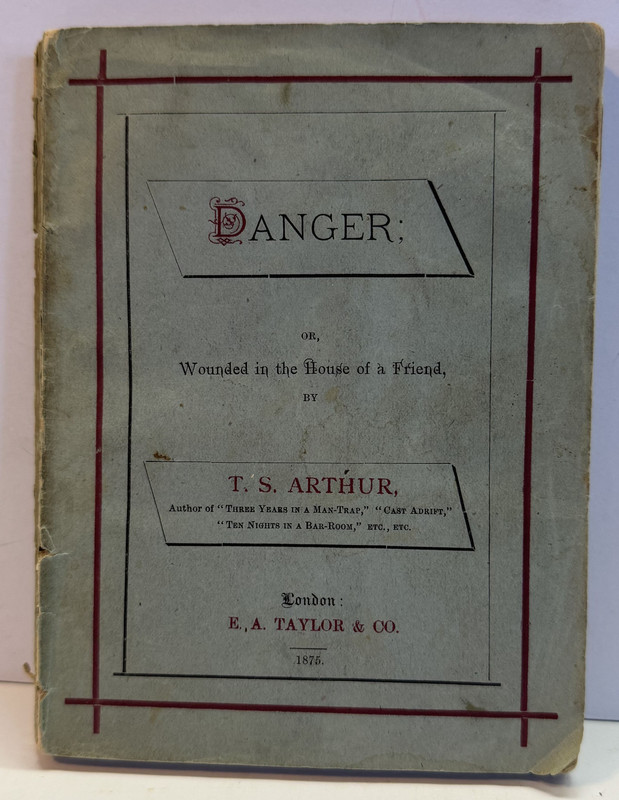 DANGER;
OR,
Wounded in the House of a Friend,
BY
T. S. ARTHUR,
Author of "THREE YEARS IN A MAN-TRAP," "CAST ADRIFT,"
"TEN NIGHTS IN A BAR-ROOM," ETC., ETC.
London:
E. A. TAYLOR & CO.
1875.